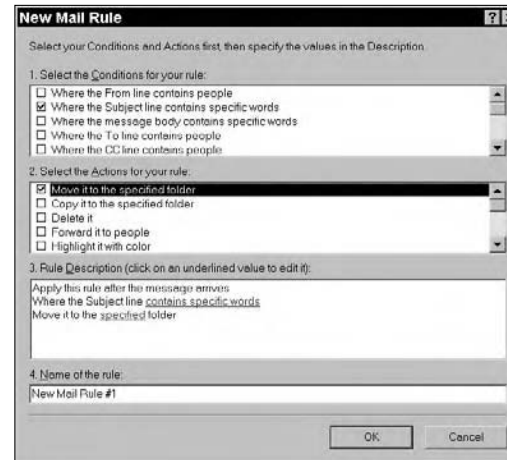 New Mail Rule
Select your Conditions and Actions first, then specify the values in the Description.
1. Select the Conditions for your rule:
Where the From line contains people
Where the Subject line contains specific words
Where the message body contains specific words
Where the To line contains people
Where the CC line contains people
2. Select the Actions for your rule:
Move it to the specified folder
Copy it to the specified folder
Delete it
Forward it to people
Highlight it with color
3. Rule Description (click on an underlined value to edit it):
Apply this rule after the message arrives
Where the Subject line contains specific words
Move it to the specified folder
4. Name of the rule:
New Mail Rule #1
OK Cancel